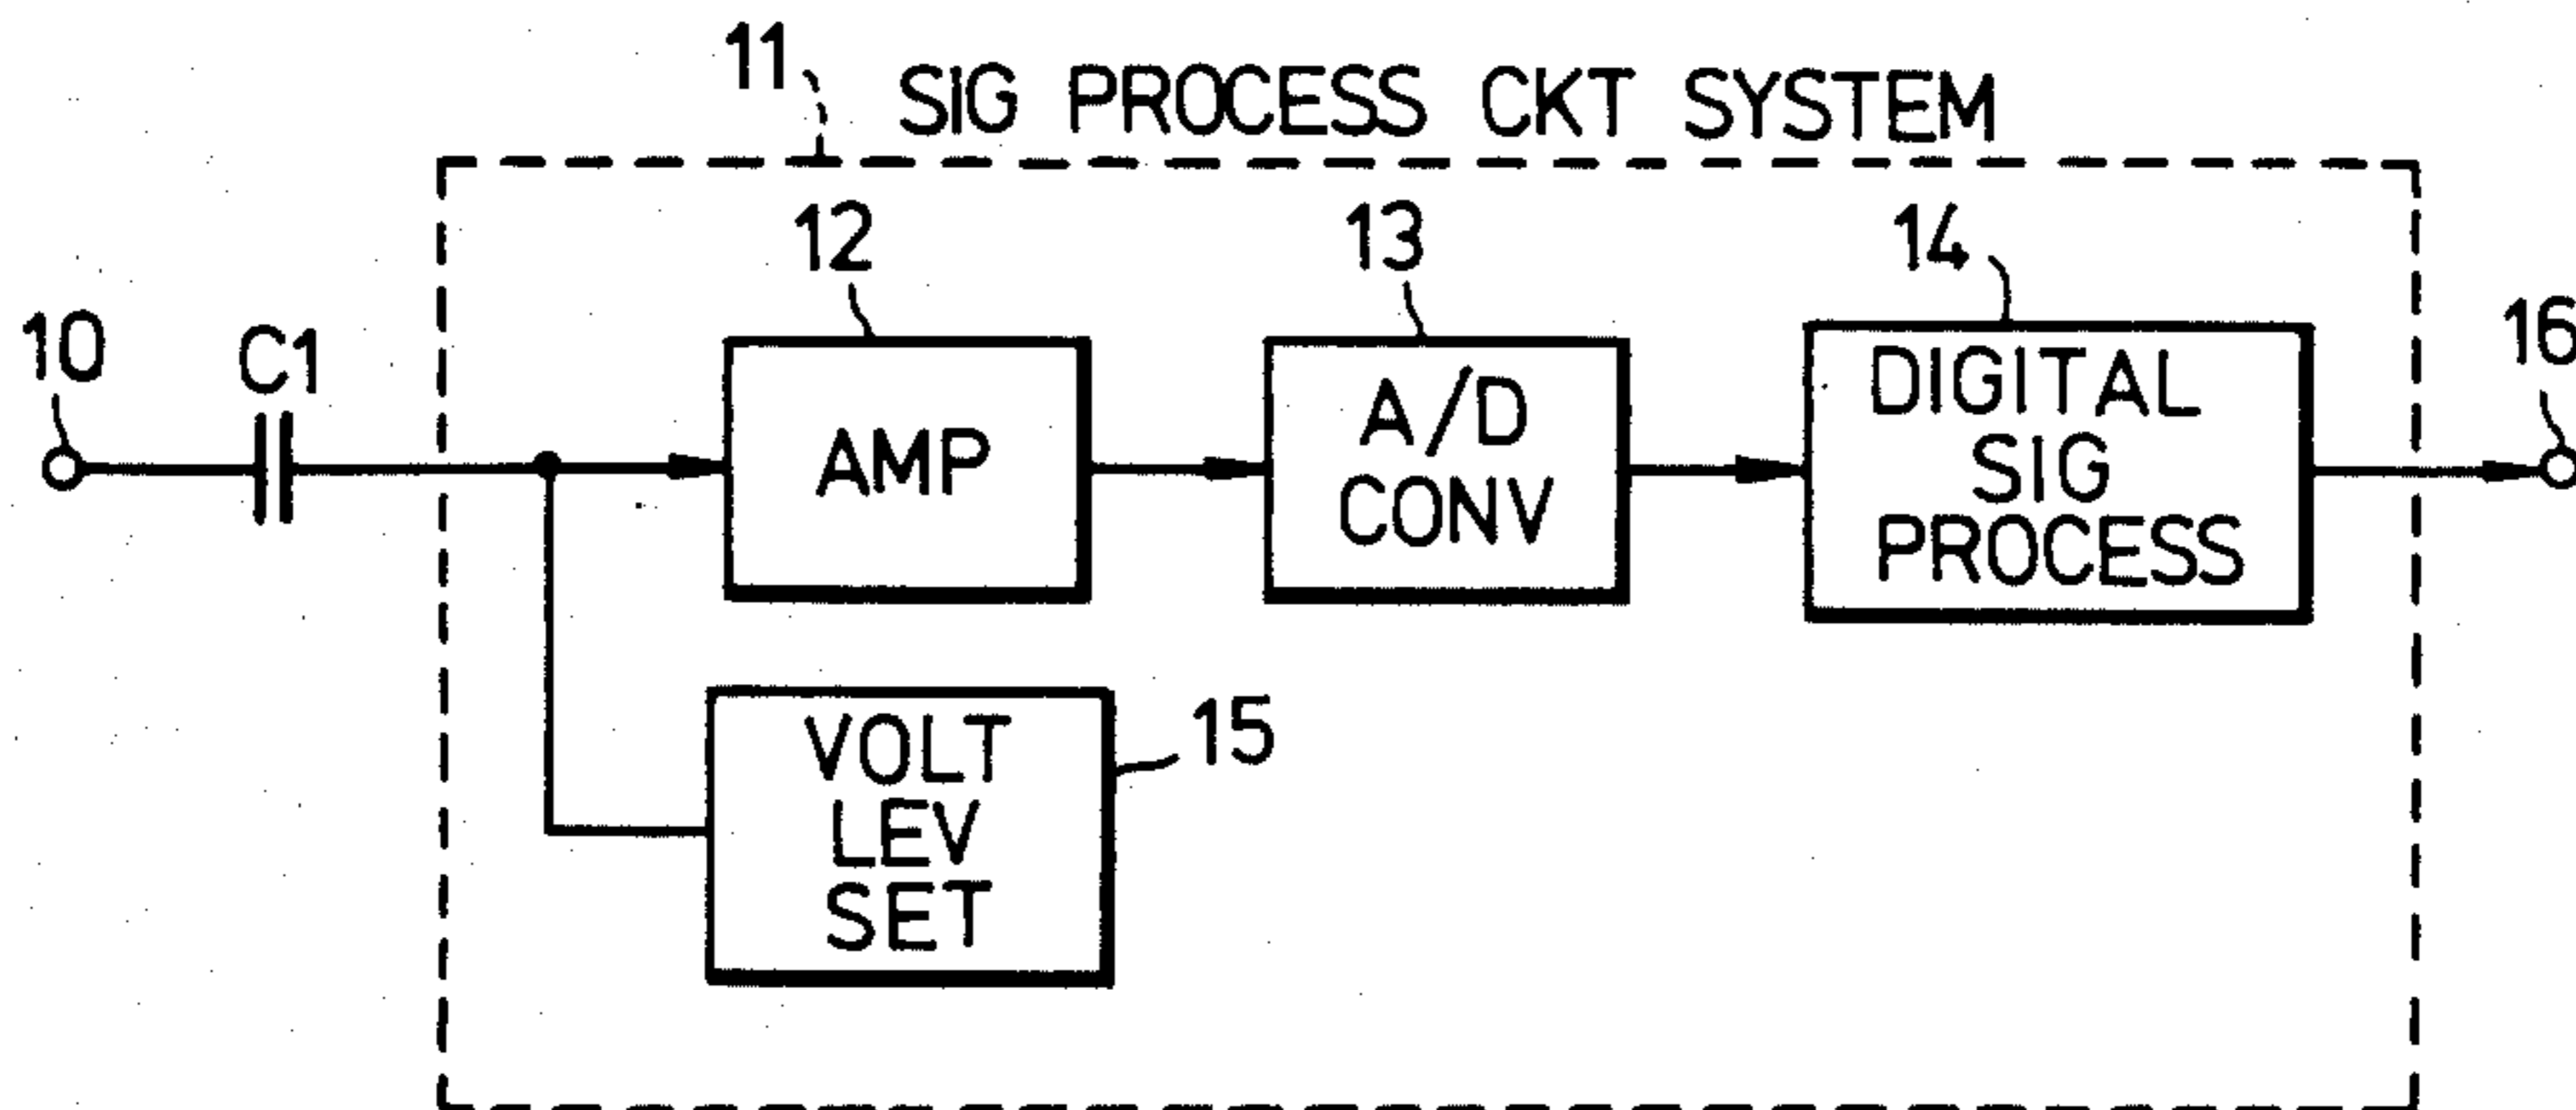 11
SIG PROCESS CKT SYSTEM
12
13
14
10
C1
16
AMP
A/D
CONV
DIGITAL
SIG
PROCESS
15
VOLT
LEV
SET